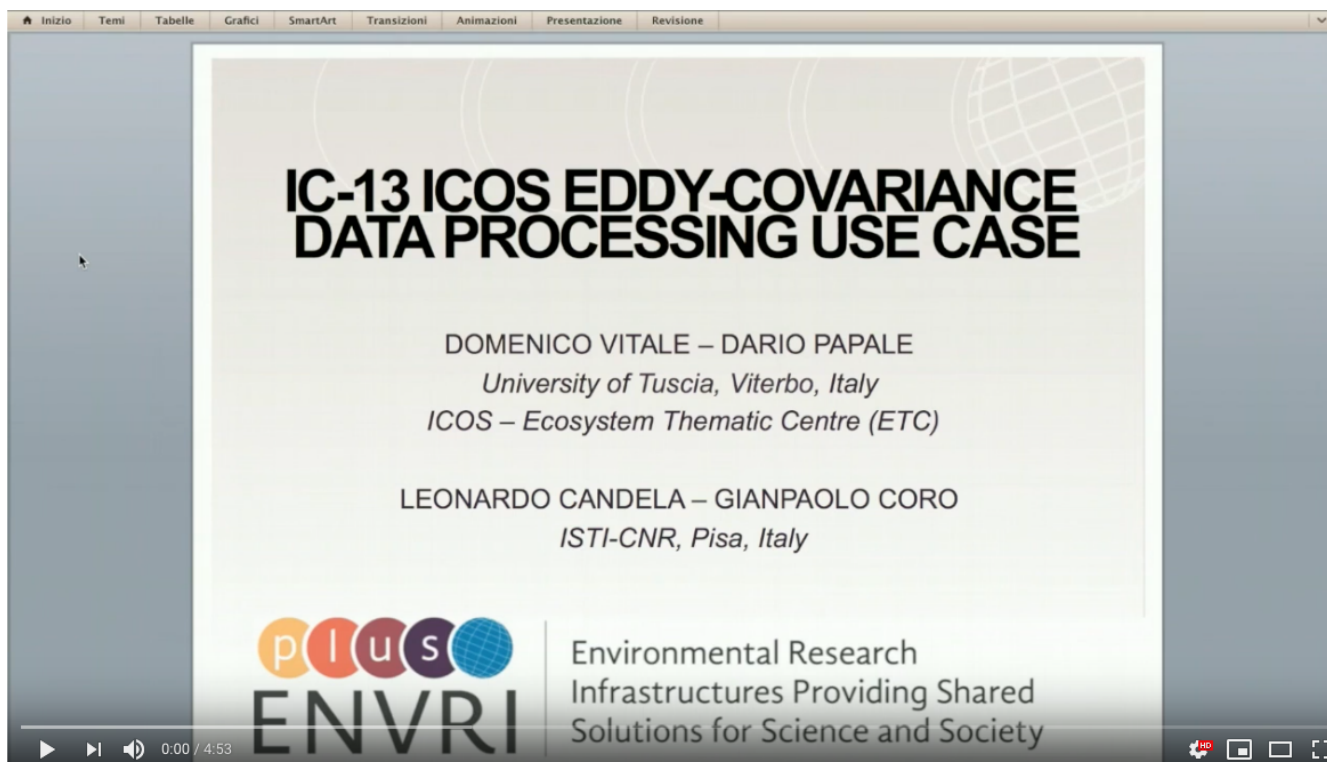 Inizio Temi Tabelle Grafici SmartArt Transizioni Animazioni Presentazione Revisione
IC-13 ICOS EDDY-COVARIANCE
DATA PROCESSING USE CASE
DOMENICO VITALE – DARIO PAPALE
University of Tuscia, Viterbo, Italy
ICOS – Ecosystem Thematic Centre (ETC)
LEONARDO CANDELA – GIANPAOLO CORO
ISTI-CNR, Pisa, Italy
plus
ENVRI
Environmental Research
Infrastructures Providing Shared
Solutions for Science and Society
0:00 / 4:53
HD